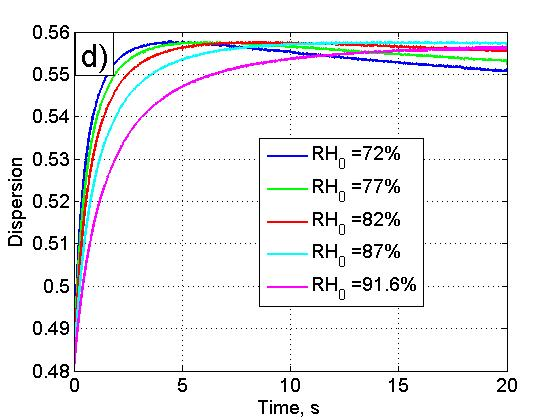 d)
0.56
0.55
0.54
0.53
0.52
0.51
0.5
0.49
0.48
Dispersion
RH0 =72%
RH0 =77%
RH0 =82%
RH0 =87%
RH0 =91.6%
0 5 10 15 20
Time, s